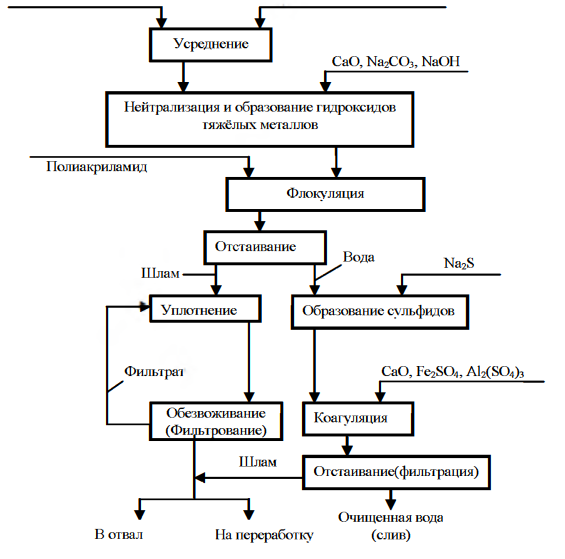 Усреднение
CaO, Na₂CO₃, NaOH
Нейтрализация и образование гидроксидов
тяжёлых металлов
Полиакриламид
Флокуляция
Отстаивание
Вода
Шлам
Na₂S
Уплотнение
Образование сульфидов
Фильтрат
CaO, Fe₂SO₄, Al₂(SO₄)₃
Обезвоживание
(Фильтрование)
Коагуляция
Шлам
Отстаивание(фильтрация)
Очищенная вода
(слив)
В отвал
На переработку